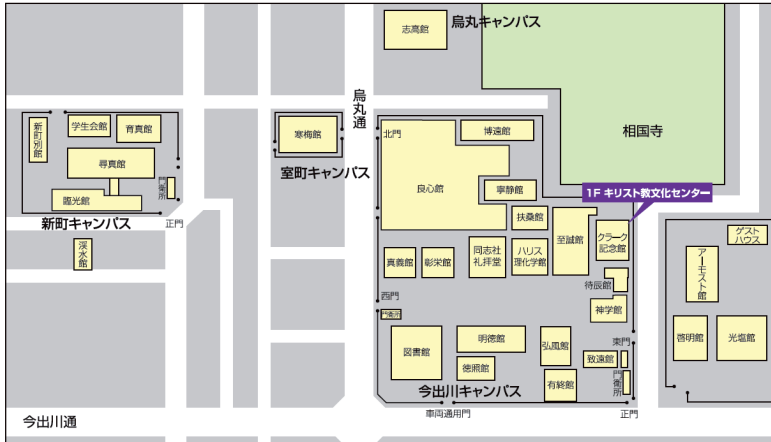 志高館
烏丸キャンパス
烏丸通
相国寺
新町別館
学生会館
育真館
尋真館
臨光館
門衛所
正門
新町キャンパス
渓水館
寒梅館
室町キャンパス
北門
博遠館
良心館
寧静館
扶桑館
至誠館
1F キリスト教文化センター
クラーク
記念館
真義館
彰栄館
同志社
礼拝堂
ハリス
理化学館
待辰館
神学館
西門
門衛所
図書館
明徳館
徳照館
弘風館
有終館
致遠館
東門
門衛所
今出川キャンパス
車両通用門
正門
ゲスト
ハウス
アーモスト館
啓明館
光塩館
今出川通